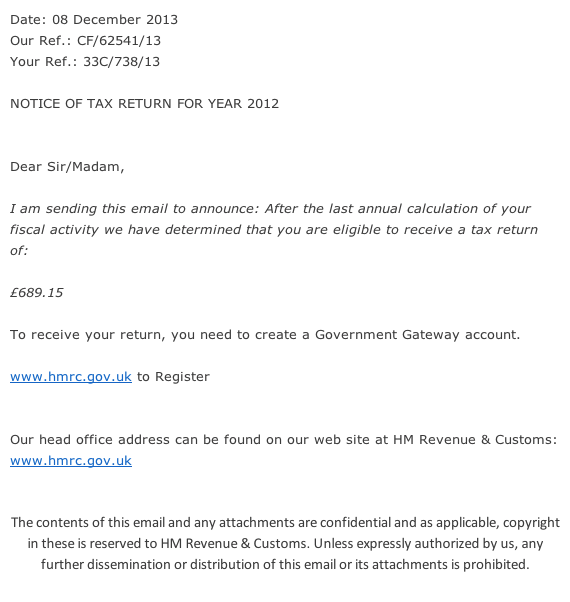 Date: 08 December 2013
Our Ref.: CF/62541/13
Your Ref.: 33C/738/13
NOTICE OF TAX RETURN FOR YEAR 2012
Dear Sir/Madam,
I am sending this email to announce: After the last annual calculation of your
fiscal activity we have determined that you are eligible to receive a tax return
of:
£689.15
To receive your return, you need to create a Government Gateway account.
www.hmrc.gov.uk to Register
Our head office address can be found on our web site at HM Revenue & Customs:
www.hmrc.gov.uk
The contents of this email and any attachments are confidential and as applicable, copyright
in these is reserved to HM Revenue & Customs. Unless expressly authorized by us, any
further dissemination or distribution of this email or its attachments is prohibited.